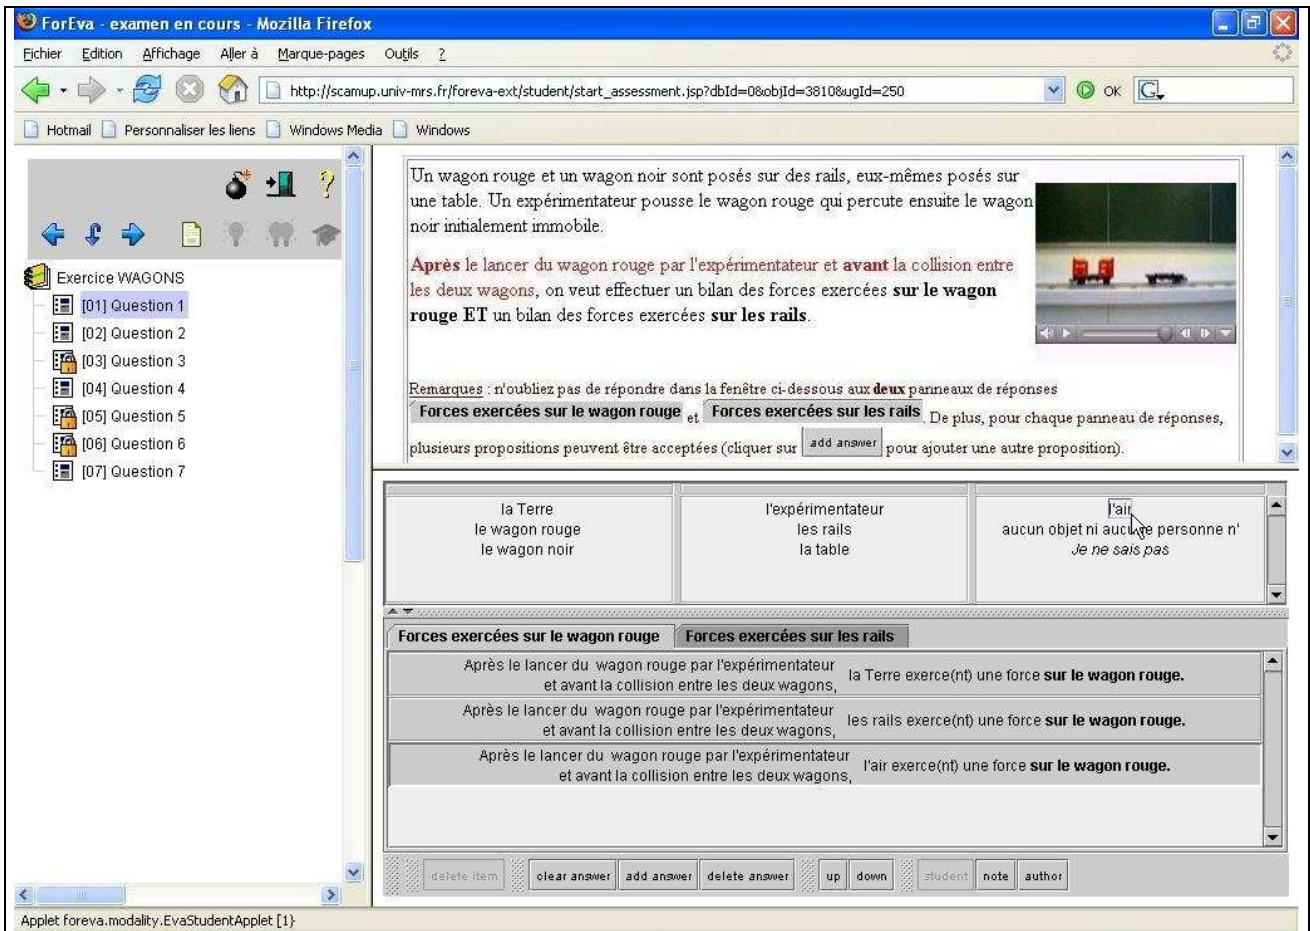 ForEva - examen en cours - Mozilla Firefox
Fichier Edition Affichage Aller à Marque-pages Outils ?
http://scamup.univ-mrs.fr/foreva-ext/student/start_assessment.jsp?dbId=0&objId=3810&ugId=250 OK G
Hotmail Personnaliser les liens Windows Media Windows
Exercice WAGONS
[01] Question 1
[02] Question 2
[03] Question 3
[04] Question 4
[05] Question 5
[06] Question 6
[07] Question 7
Un wagon rouge et un wagon noir sont posés sur des rails, eux-mêmes posés sur
une table. Un expérimentateur pousse le wagon rouge qui percute ensuite le wagon
noir initialement immobile.
Après le lancer du wagon rouge par l'expérimentateur et avant la collision entre
les deux wagons, on veut effectuer un bilan des forces exercées sur le wagon
rouge ET un bilan des forces exercées sur les rails.
Remarques : n'oubliez pas de répondre dans la fenêtre ci-dessous aux deux panneaux de réponses
Forces exercées sur le wagon rouge et Forces exercées sur les rails. De plus, pour chaque panneau de réponses,
plusieurs propositions peuvent être acceptées (cliquer sur add answer pour ajouter une autre proposition).
la Terre
le wagon rouge
le wagon noir
l'expérimentateur
les rails
la table
l'air
aucun objet ni aucune personne n'
Je ne sais pas
Forces exercées sur le wagon rouge Forces exercées sur les rails
Après le lancer du wagon rouge par l'expérimentateur
et avant la collision entre les deux wagons, la Terre exerce(nt) une force sur le wagon rouge.
Après le lancer du wagon rouge par l'expérimentateur
et avant la collision entre les deux wagons, les rails exerce(nt) une force sur le wagon rouge.
Après le lancer du wagon rouge par l'expérimentateur
et avant la collision entre les deux wagons, l'air exerce(nt) une force sur le wagon rouge.
delete item clear answer add answer delete answer up down student note author
Applet foreva.modality.EvaStudentApplet [1}